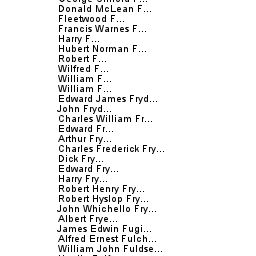 Donald McLean F...
Fleetwood F...
Francis Warnes F...
Harry F...
Hubert Norman F...
Robert F...
Wilfred F...
William F...
William F...
Edward James Fryd...
John Fryd...
Charles William Fr...
Edward Fr...
Arthur Fry...
Charles Frederick Fry...
Dick Fry...
Edward Fry...
Harry Fry...
Robert Henry Fry...
Robert Hyslop Fry...
John Whichello Fry...
Albert Frye...
James Edwin Fugi...
Alfred Ernest Fulch...
William John Fuldse...